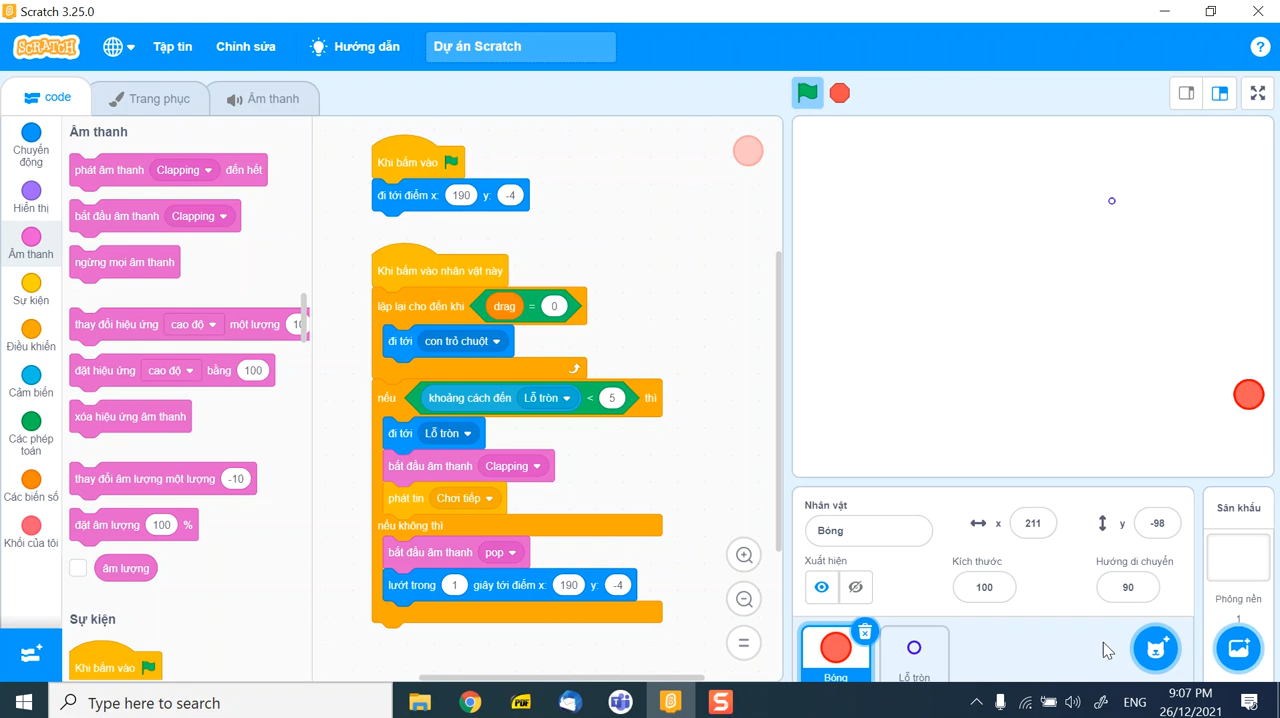 Scratch 3.25.0
SCRATCH
Tập tin
Chỉnh sửa
Hướng dẫn
Dự án Scratch
?
code
Trang phục
Âm thanh
Chuyển động
Hiển thị
Âm thanh
Sự kiện
Điều khiển
Cảm biến
Các phép toán
Các biến số
Khối của tôi
Âm thanh
phát âm thanh Clapping đến hết
bắt đầu âm thanh Clapping
ngừng mọi âm thanh
thay đổi hiệu ứng cao độ một lượng 10
đặt hiệu ứng cao độ bằng 100
xóa hiệu ứng âm thanh
thay đổi âm lượng một lượng -10
đặt âm lượng 100 %
âm lượng
Sự kiện
Khi bấm vào
Khi bấm vào
đi tới điểm x: 190 y: -4
Khi bấm vào nhân vật này
lặp lại cho đến khi drag = 0
đi tới con trỏ chuột
nếu khoảng cách đến Lỗ tròn < 5 thì
đi tới Lỗ tròn
bắt đầu âm thanh Clapping
phát tin Chơi tiếp
nếu không thì
bắt đầu âm thanh pop
lướt trong 1 giây tới điểm x: 190 y: -4
Nhân vật
Bóng
x 211
y -98
Xuất hiện
Kích thước
100
Hướng di chuyển
90
Bóng
Lỗ tròn
Sân khấu
Phông nền
1
Type here to search
PDF
S
ENG
9:07 PM
26/12/2021